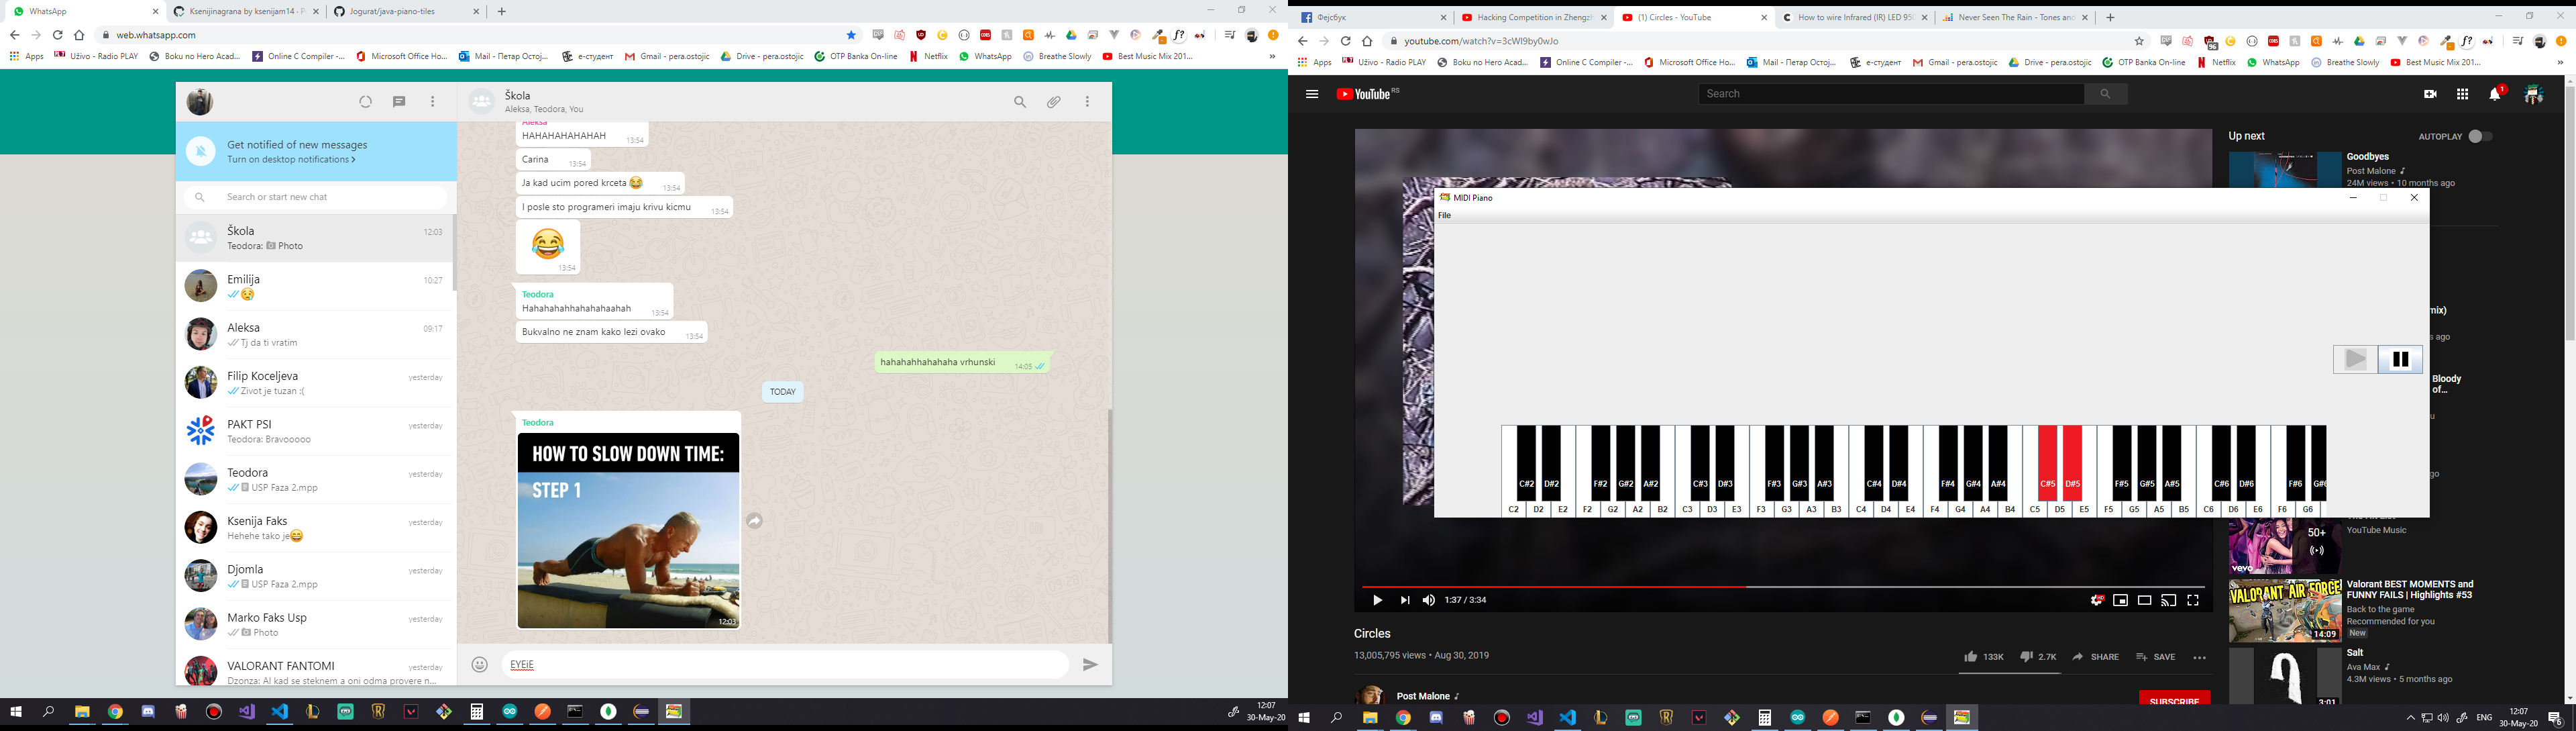 WhatsApp
Ksenijinagrana by ksenijam14 · P
Jogurat/java-piano-tiles
web.whatsapp.com
Apps
Uživo - Radio PLAY
Boku no Hero Acad...
Online C Compiler -...
Microsoft Office Ho...
Mail - Петар Остој...
е-студент
Gmail - pera.ostojic
Drive - pera.ostojic
OTP Banka On-line
Netflix
WhatsApp
Breathe Slowly
Best Music Mix 201...
Get notified of new messages
Turn on desktop notifications
Search or start new chat
Škola
12:03
Teodora: Photo
Emilija
10:27
Aleksa
09:17
Tj da ti vratim
Filip Koceljeva
yesterday
Zivot je tuzan :(
PAKT PSI
yesterday
Teodora: Bravooooo
Teodora
yesterday
USP Faza 2.mpp
Ksenija Faks
yesterday
Hehehe tako je😄
Djomla
yesterday
USP Faza 2.mpp
Marko Faks Usp
yesterday
Photo
VALORANT FANTOMI
yesterday
Dzonza: Al kad se steknem a oni odma provere n...
Škola
Aleksa, Teodora, You
Aleksa
HAHAHAHAHAHAH
13:54
Carina
13:54
Ja kad ucim pored krceta 😂
13:54
I posle sto programeri imaju krivu kicmu
13:54
😂
13:54
Teodora
Hahahahahhahahahaahah
13:54
Bukvalno ne znam kako lezi ovako
13:54
hahahahhahahaha vrhunski
14:05
TODAY
Teodora
HOW TO SLOW DOWN TIME:
STEP 1
12:03
EYEiE
12:07
30-May-20
Фејсбук
Hacking Competition in Zhengzh
(1) Circles - YouTube
How to wire Infrared (IR) LED 950
Never Seen The Rain - Tones and
youtube.com/watch?v=3cWI9by0wJo
96
Apps
Uživo - Radio PLAY
Boku no Hero Acad...
Online C Compiler -...
Microsoft Office Ho...
Mail - Петар Остој...
е-студент
Gmail - pera.ostojic
Drive - pera.ostojic
OTP Banka On-line
Netflix
WhatsApp
Breathe Slowly
Best Music Mix 201...
YouTube RS
Search
1
Up next
AUTOPLAY
Goodbyes
Post Malone
24M views • 10 months ago
MIDI Piano
File
mix)
s ago
Bloody
of...
go
C#2 D#2 F#2 G#2 A#2 C#3 D#3 F#3 G#3 A#3 C#4 D#4 F#4 G#4 A#4 C#5 D#5 F#5 G#5 A#5 C#6 D#6 F#6 G#6
C2 D2 E2 F2 G2 A2 B2 C3 D3 E3 F3 G3 A3 B3 C4 D4 E4 F4 G4 A4 B4 C5 D5 E5 F5 G5 A5 B5 C6 D6 E6 F6 G6
YouTube Music
50+
vevo
1:37 / 3:34
HD
Circles
13,005,795 views • Aug 30, 2019
133K
2.7K
SHARE
SAVE
Post Malone
SUBSCRIBE
VALORANT AIR FORCE
14:09
Valorant BEST MOMENTS and
FUNNY FAILS | Highlights #53
Back to the game
Recommended for you
New
Salt
Ava Max
4.3M views • 5 months ago
3:01
ENG
12:07
30-May-20
6